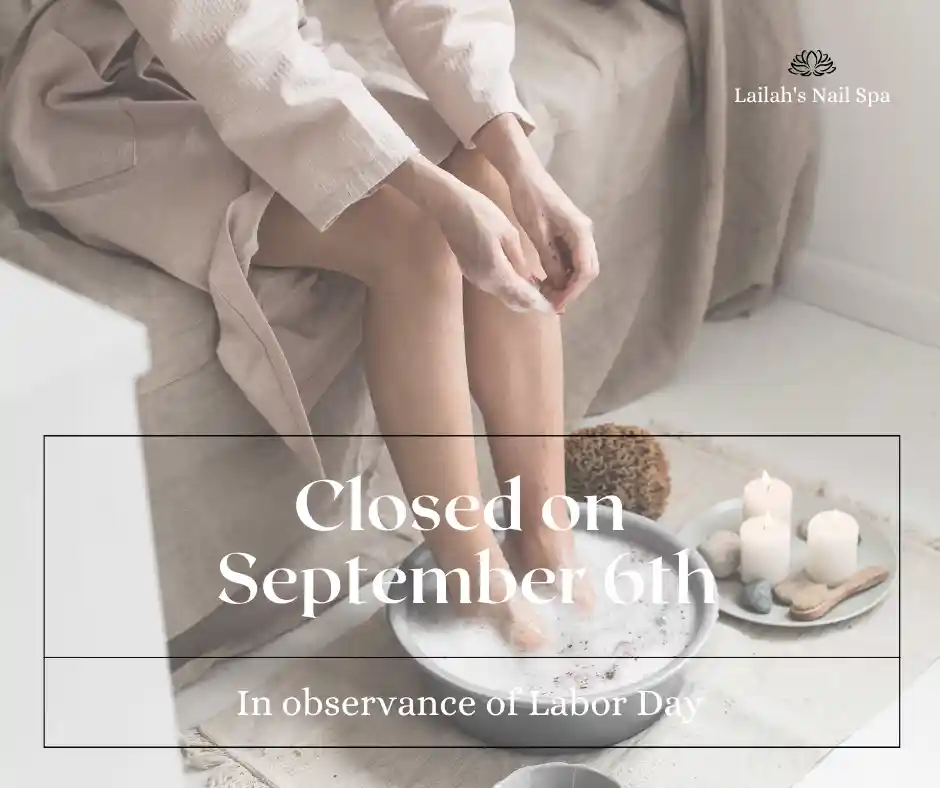 Lailah's Nail Spa
Closed on
September 6th
In observance of Labor Day